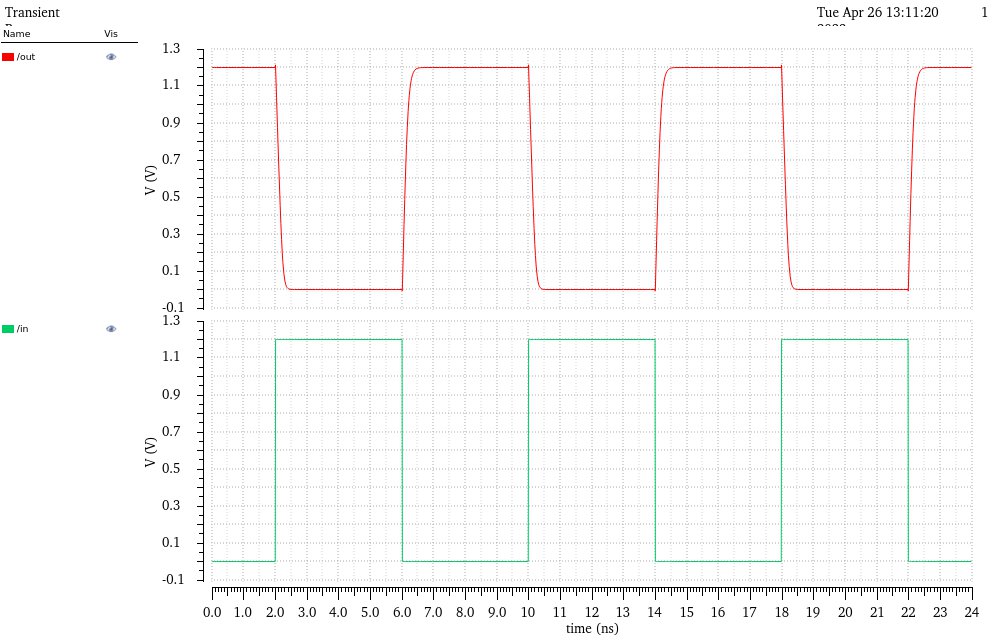 Transient
Tue Apr 26 13:11:20
1
Name Vis
/out
1.3
1.1
0.9
0.7
0.5
0.3
0.1
-0.1
V (V)
/in
1.3
1.1
0.9
0.7
0.5
0.3
0.1
-0.1
V (V)
0.0 1.0 2.0 3.0 4.0 5.0 6.0 7.0 8.0 9.0 10 11 12 13 14 15 16 17 18 19 20 21 22 23 24
time (ns)